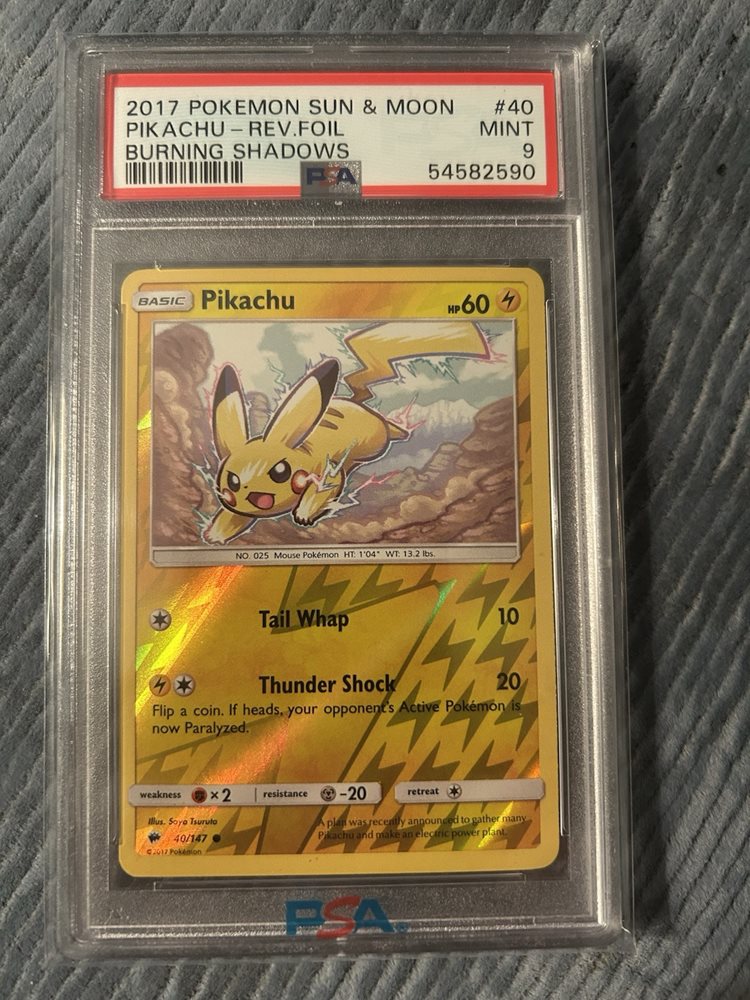 2017 POKEMON SUN & MOON #40
PIKACHU-REV.FOIL MINT
BURNING SHADOWS 9
54582590
PSA
BASIC Pikachu HP60
NO. 025 Mouse Pokémon HT: 1'04" WT: 13.2 lbs.
Tail Whap 10
Thunder Shock 20
Flip a coin. If heads, your opponent's Active Pokémon is
now Paralyzed.
weakness ×2 resistance -20 retreat
Illus. Sayo Tsuruta
A plan was recently announced to gather many
Pikachu and make an electric power plant.
40/147
©2017 Pokémon
PSA